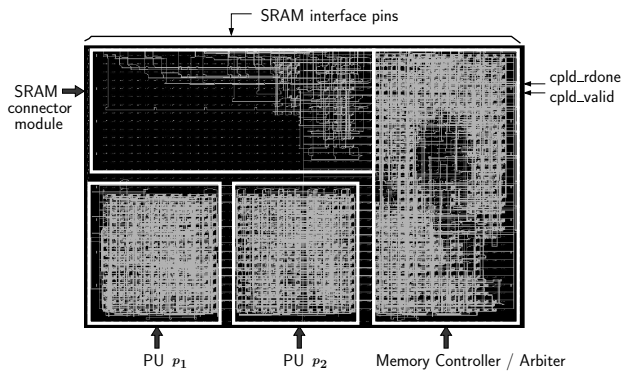 SRAM interface pins
SRAM
connector
module
cpld_rdone
cpld_valid
PU p1
PU p2
Memory Controller / Arbiter